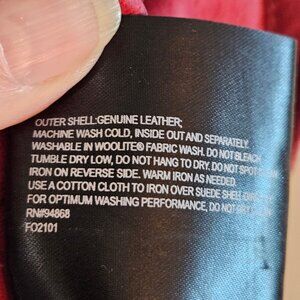 OUTER SHELL:GENUINE LEATHER;
MACHINE WASH COLD, INSIDE OUT AND SEPARATELY.
WASHABLE IN WOOLITE® FABRIC WASH. DO NOT BLEACH
TUMBLE DRY LOW, DO NOT HANG TO DRY. DO NOT SPOT
IRON ON REVERSE SIDE. WARM IRON AS NEEDED.
USE A COTTON CLOTH TO IRON OVER SUEDE SHELL
FOR OPTIMUM WASHING PERFORMANCE, DO NOT
RN#94868
FO2101